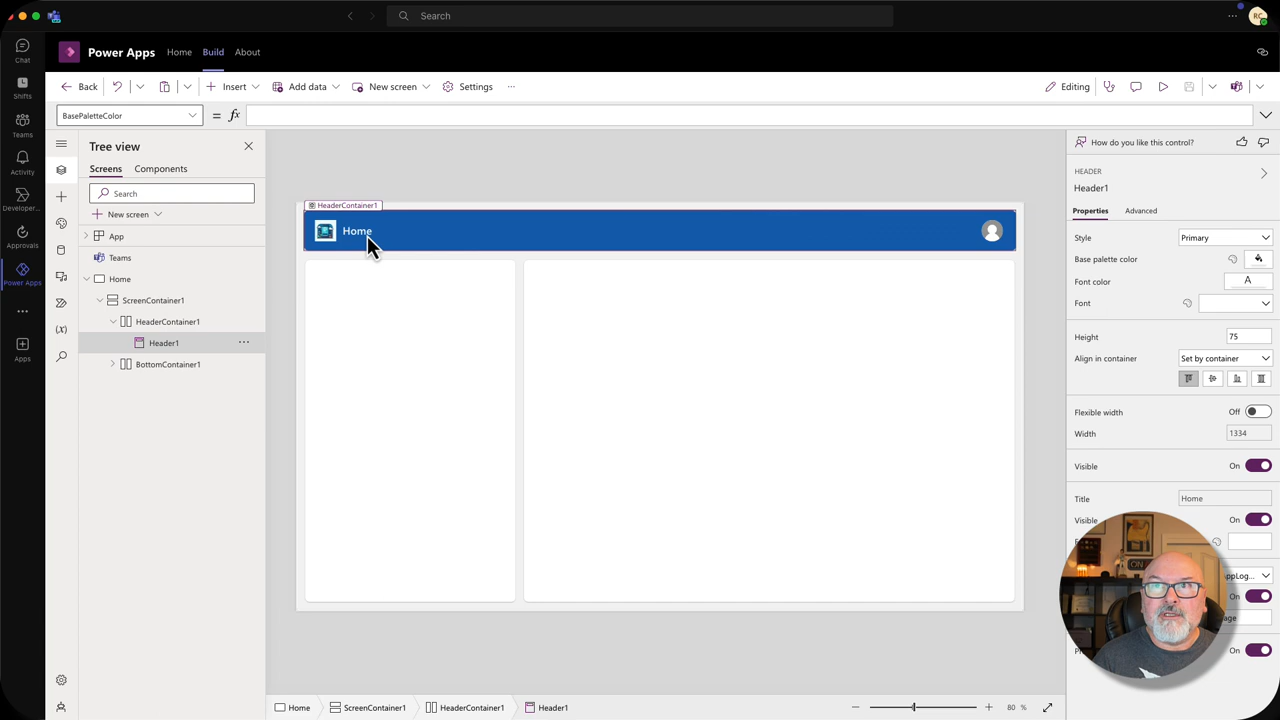 Search
RC
Power Apps
Home
Build
About
Chat
Shifts
Teams
Activity
Developer...
Approvals
Power Apps
Apps
Back
Insert
Add data
New screen
Settings
Editing
BasePaletteColor
= fx
Tree view
Screens
Components
Search
New screen
App
Teams
Home
ScreenContainer1
HeaderContainer1
Header1
BottomContainer1
HeaderContainer1
Home
How do you like this control?
HEADER
Header1
Properties
Advanced
Style
Primary
Base palette color
Font color
A
Font
Height
75
Align in container
Set by container
Flexible width
Off
Width
1334
Visible
On
Title
Home
Visible
On
AppLog...
On
On
ON
Home
ScreenContainer1
HeaderContainer1
Header1
80 %